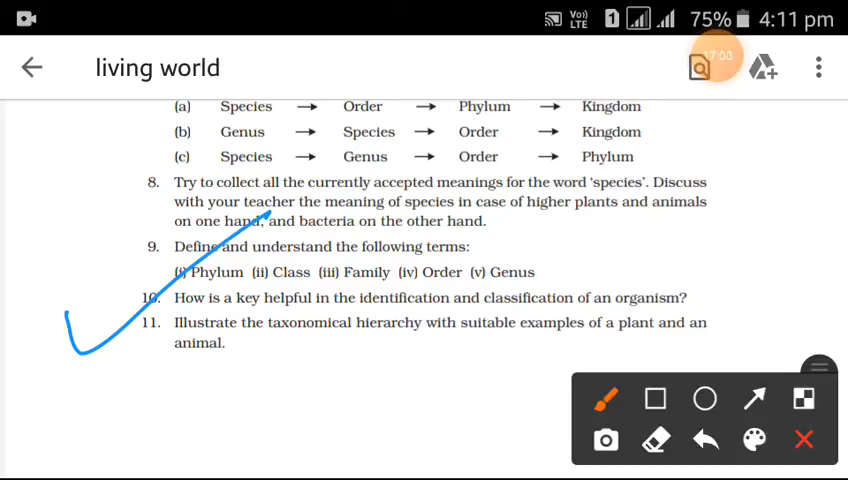 Vo))
LTE
1
75%
4:11 pm
living world
(a) Species → Order → Phylum → Kingdom
(b) Genus → Species → Order → Kingdom
(c) Species → Genus → Order → Phylum
8. Try to collect all the currently accepted meanings for the word ‘species’. Discuss
with your teacher the meaning of species in case of higher plants and animals
on one hand, and bacteria on the other hand.
9. Define and understand the following terms:
(i) Phylum (ii) Class (iii) Family (iv) Order (v) Genus
10. How is a key helpful in the identification and classification of an organism?
11. Illustrate the taxonomical hierarchy with suitable examples of a plant and an
animal.